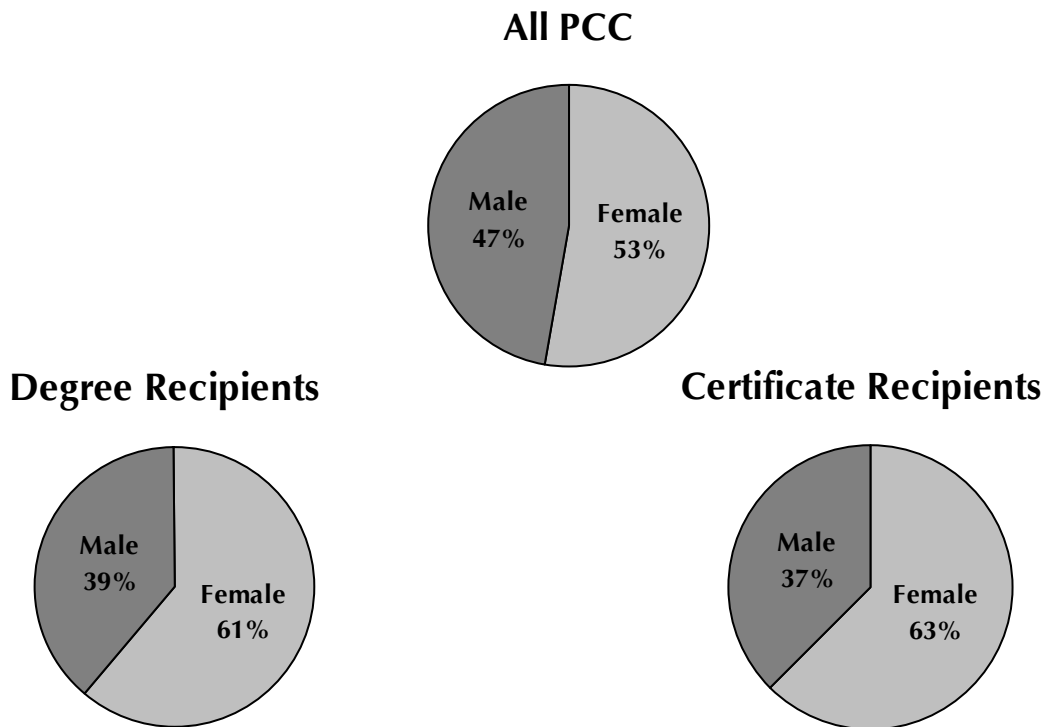 All PCC
Male
47%
Female
53%
Degree Recipients
Male
39%
Female
61%
Certificate Recipients
Male
37%
Female
63%